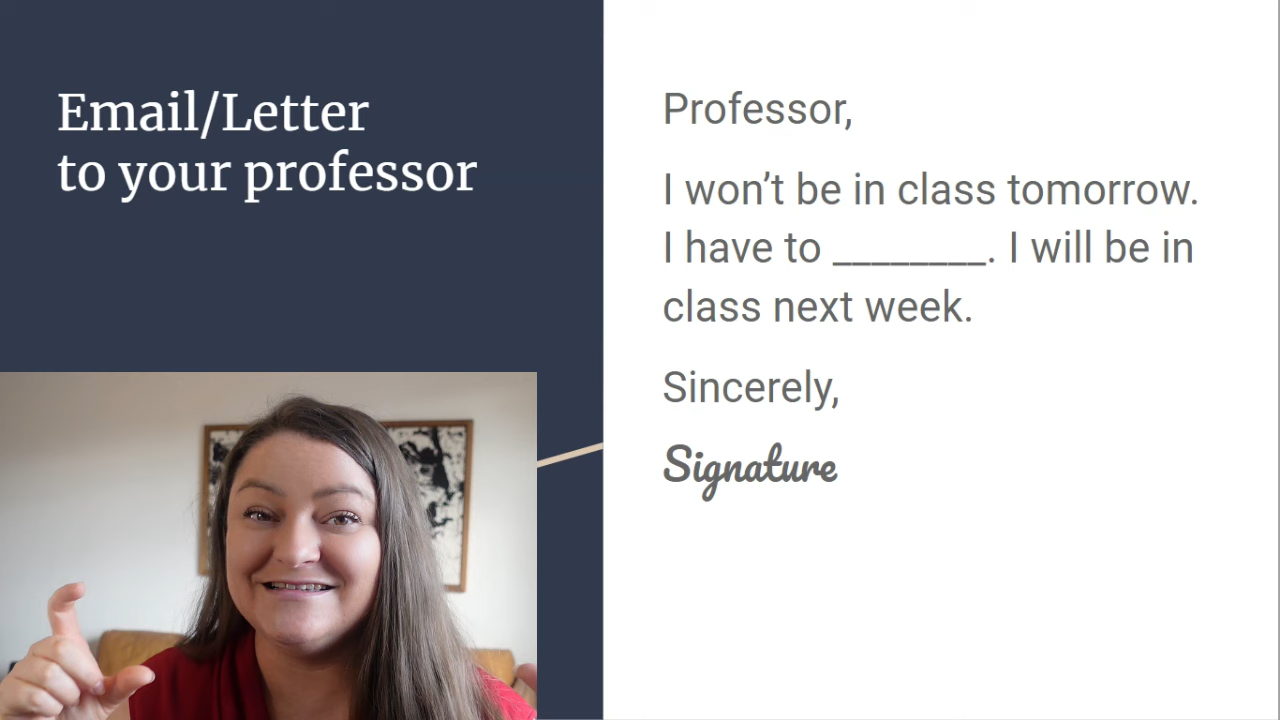 Email/Letter
to your professor
Professor,
I won’t be in class tomorrow.
I have to ________. I will be in
class next week.
Sincerely,
Signature